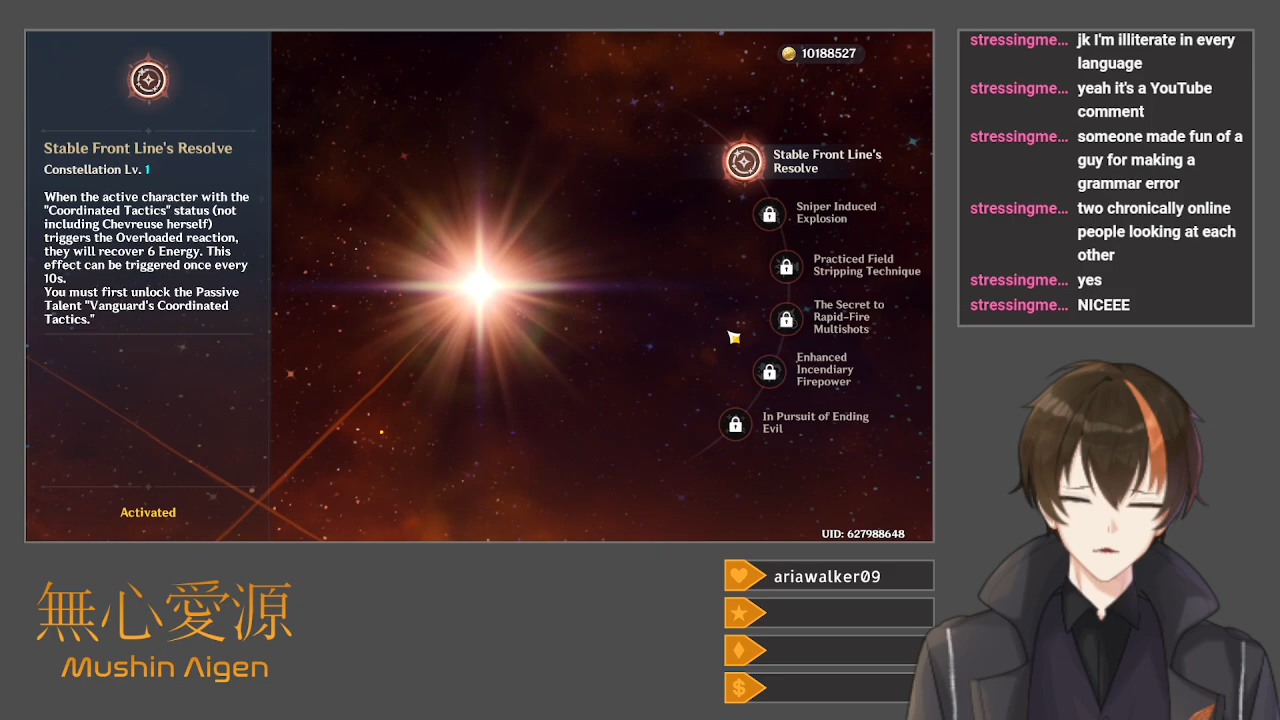 Stable Front Line's Resolve
Constellation Lv. 1
When the active character with the
"Coordinated Tactics" status (not
including Chevreuse herself)
triggers the Overloaded reaction,
they will recover 6 Energy. This
effect can be triggered once every
10s.
You must first unlock the Passive
Talent "Vanguard's Coordinated
Tactics."
Activated
10188527
Stable Front Line's
Resolve
Sniper Induced
Explosion
Practiced Field
Stripping Technique
The Secret to
Rapid-Fire
Multishots
Enhanced
Incendiary
Firepower
In Pursuit of Ending
Evil
UID: 627988648
stressingme... jk I'm illiterate in every
language
stressingme... yeah it's a YouTube
comment
stressingme... someone made fun of a
guy for making a
grammar error
stressingme... two chronically online
people looking at each
other
stressingme... yes
stressingme... NICEEE
無心愛源
Mushin Aigen
ariawalker09
$